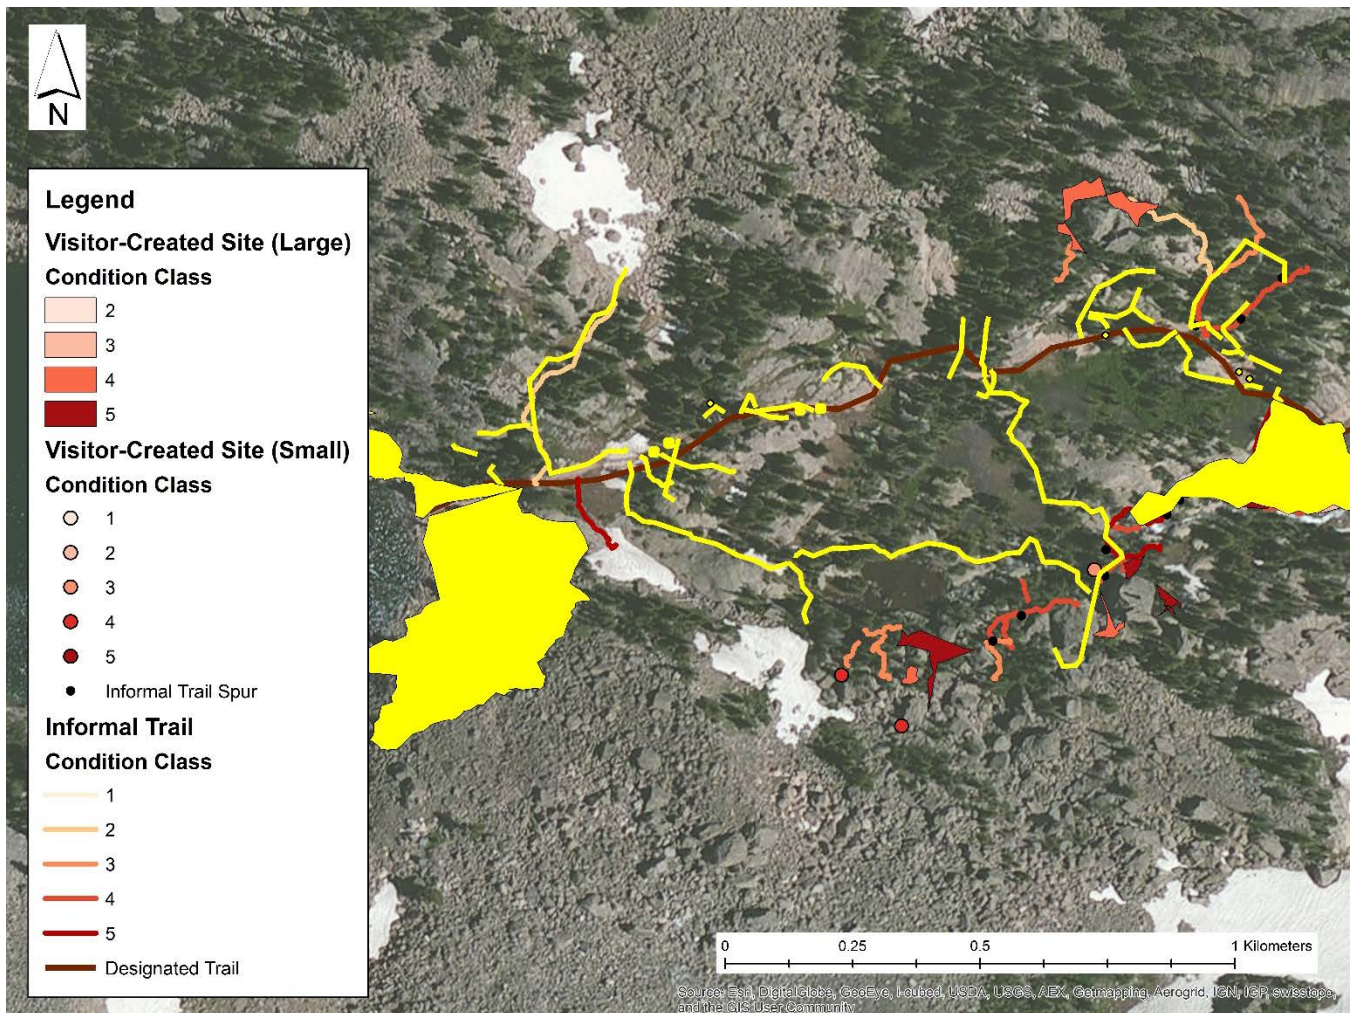 N
Legend
Visitor-Created Site (Large)
Condition Class
2
3
4
5
Visitor-Created Site (Small)
Condition Class
1
2
3
4
5
Informal Trail Spur
Informal Trail
Condition Class
1
2
3
4
5
Designated Trail
0 0.25 0.5 1 Kilometers
Source: Esri, DigitalGlobe, GeoEye, i-cubed, USDA, USGS, AEX, Getmapping, Aerogrid, IGN, IGP, swisstopo,
and the GIS User Community